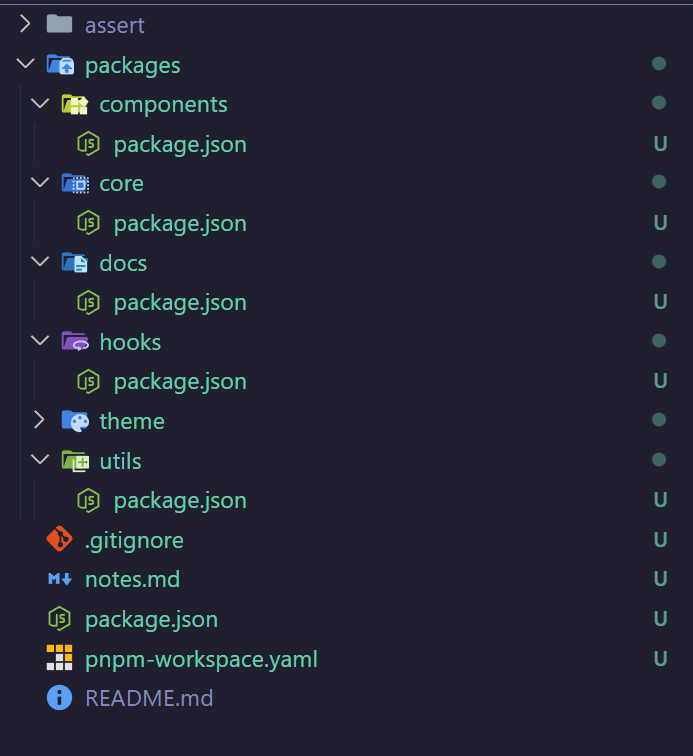 assert
packages
components
package.json U
core
package.json U
docs
package.json U
hooks
package.json U
theme
utils
package.json U
.gitignore U
notes.md U
package.json U
pnpm-workspace.yaml U
README.md